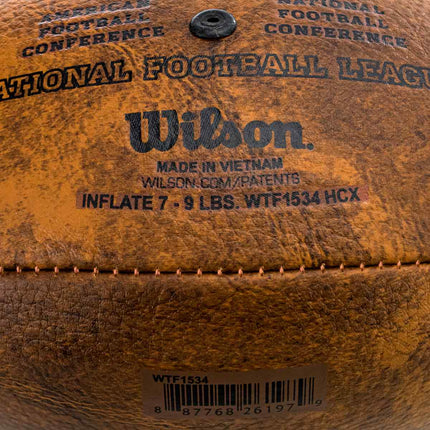 AMERICAN
FOOTBALL
CONFERENCE
NATIONAL
FOOTBALL
CONFERENCE
NATIONAL FOOTBALL LEAGUE
Wilson.
MADE IN VIETNAM
WILSON.COM/PATENTS
INFLATE 7 - 9 LBS. WTF1534 HCX
WTF1534
8 87768 26197 9